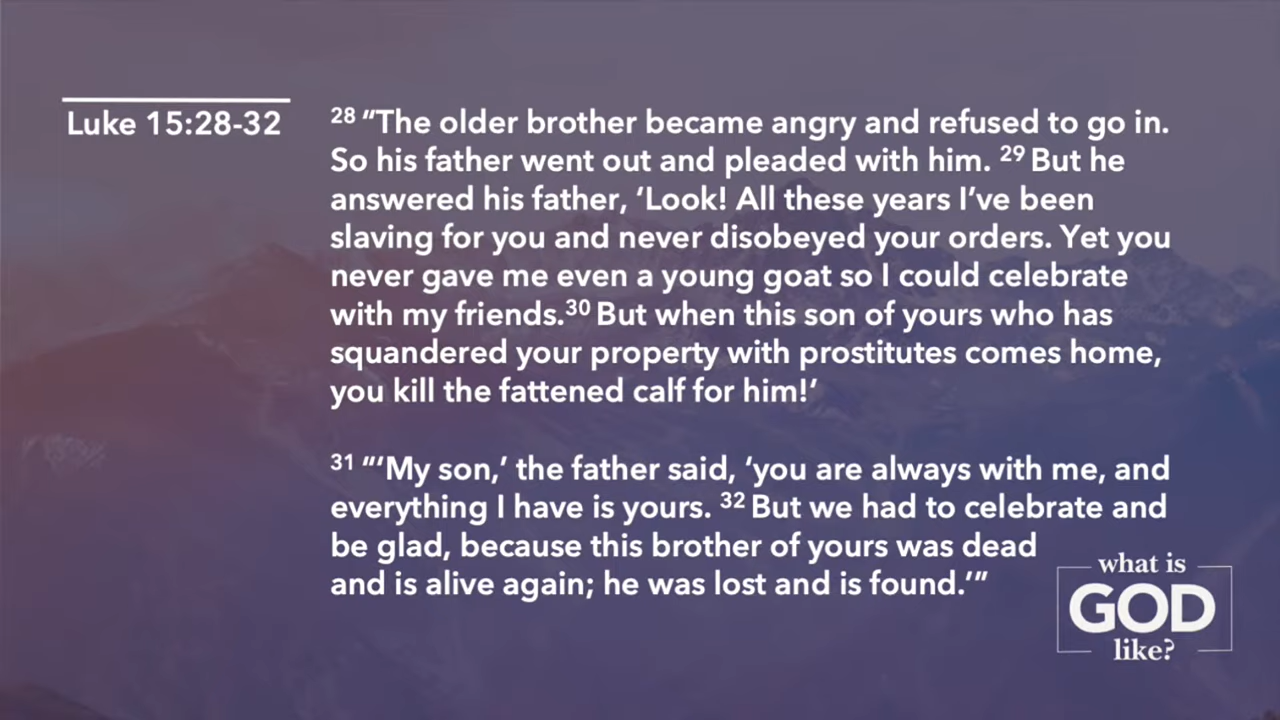 Luke 15:28-32
28 “The older brother became angry and refused to go in.
So his father went out and pleaded with him. 29 But he
answered his father, ‘Look! All these years I’ve been
slaving for you and never disobeyed your orders. Yet you
never gave me even a young goat so I could celebrate
with my friends.30 But when this son of yours who has
squandered your property with prostitutes comes home,
you kill the fattened calf for him!’
31 “‘My son,’ the father said, ‘you are always with me, and
everything I have is yours. 32 But we had to celebrate and
be glad, because this brother of yours was dead
and is alive again; he was lost and is found.’”
what is
GOD
like?